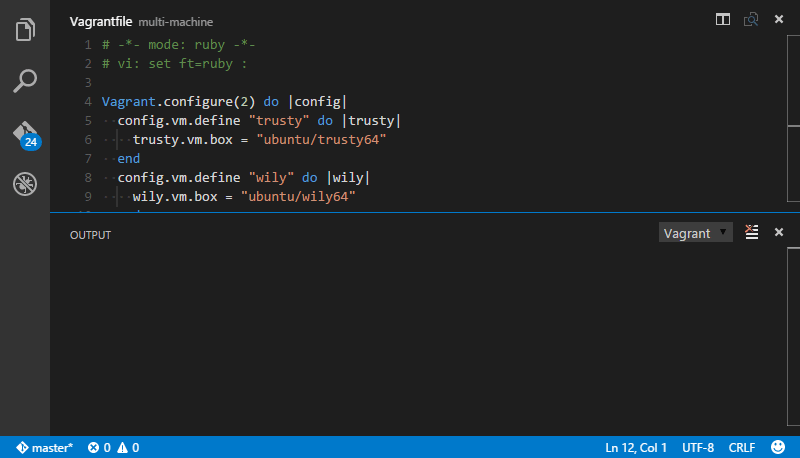 Vagrantfile multi-machine
1 # -*- mode: ruby -*-
2 # vi: set ft=ruby :
3
4 Vagrant.configure(2) do |config|
5 config.vm.define "trusty" do |trusty|
6 trusty.vm.box = "ubuntu/trusty64"
7 end
8 config.vm.define "wily" do |wily|
9 wily.vm.box = "ubuntu/wily64"
24
OUTPUT Vagrant
master* 0 0 Ln 12, Col 1 UTF-8 CRLF